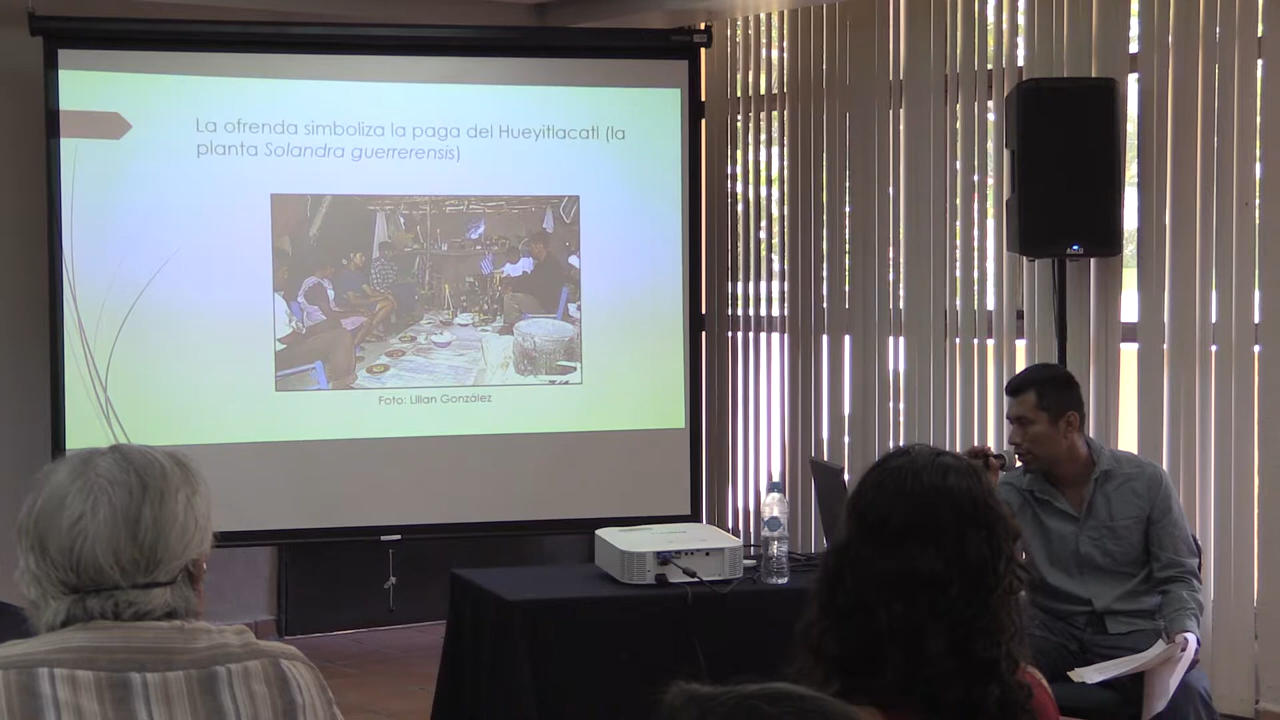 La ofrenda simboliza la paga del Hueyitlacatl (la
planta Solandra guerrerensis)
Foto: Lilian González